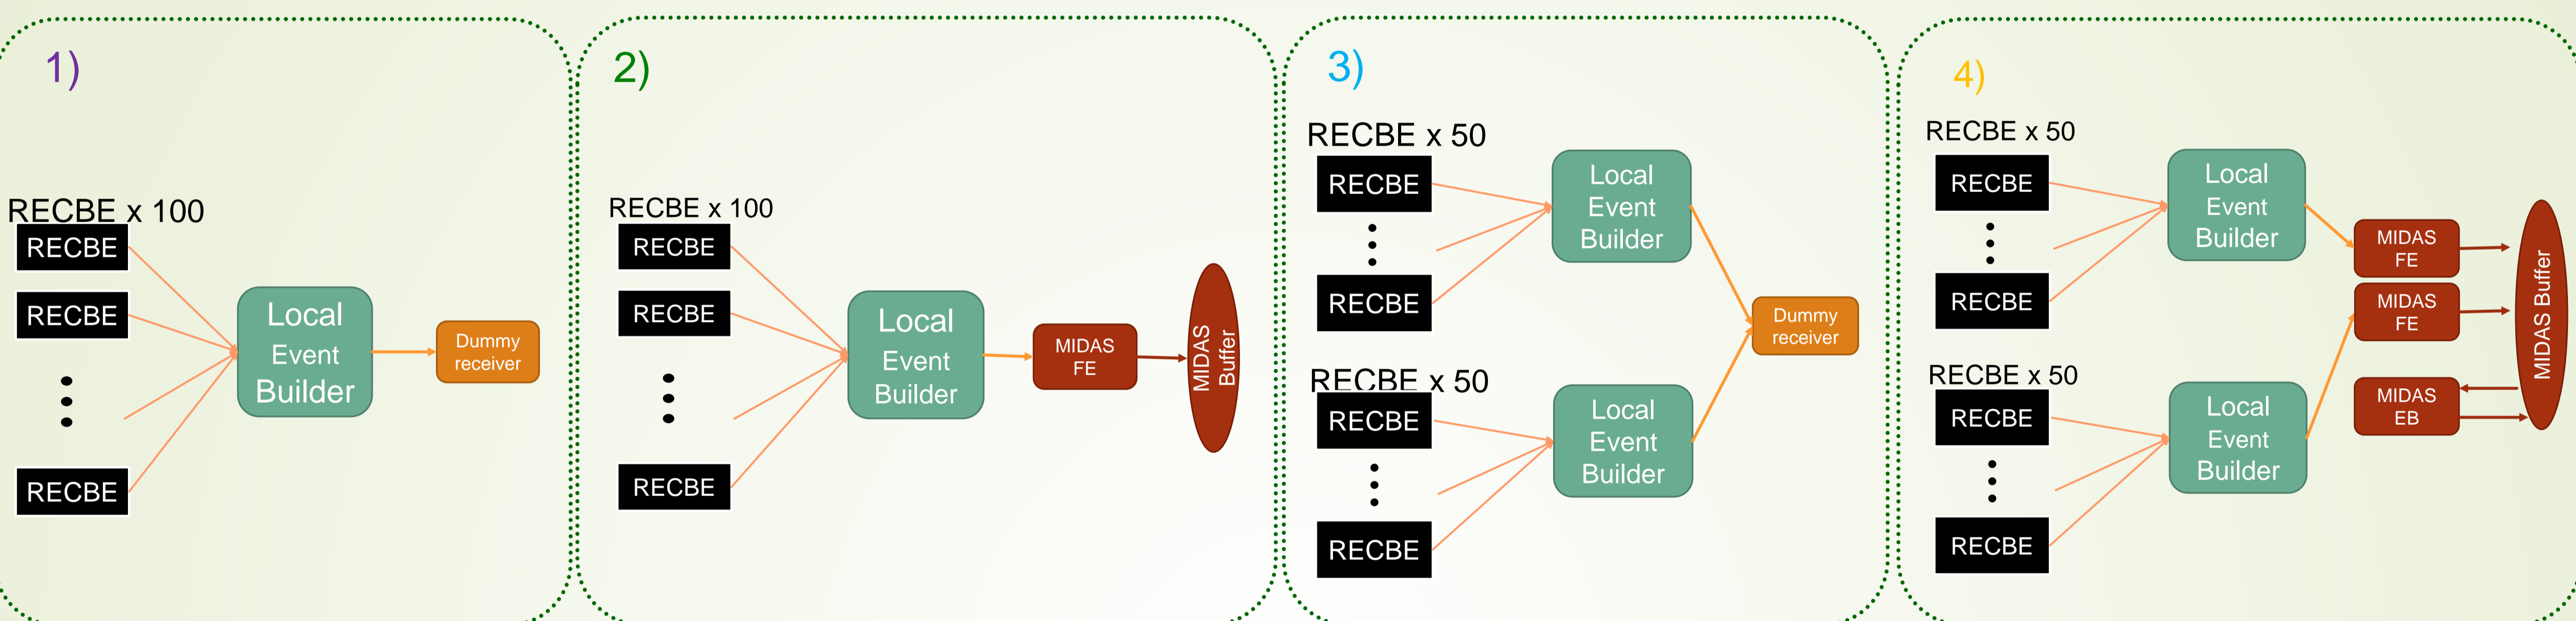 1)
RECBE x 100
RECBE
RECBE
RECBE
Local
Event
Builder
Dummy
receiver
2)
RECBE x 100
RECBE
RECBE
RECBE
Local
Event
Builder
MIDAS
FE
MIDAS
Buffer
3)
RECBE x 50
RECBE
RECBE
Local
Event
Builder
RECBE x 50
RECBE
RECBE
Local
Event
Builder
Dummy
receiver
4)
RECBE x 50
RECBE
RECBE
Local
Event
Builder
RECBE x 50
RECBE
RECBE
Local
Event
Builder
MIDAS
FE
MIDAS
FE
MIDAS
EB
MIDAS Buffer